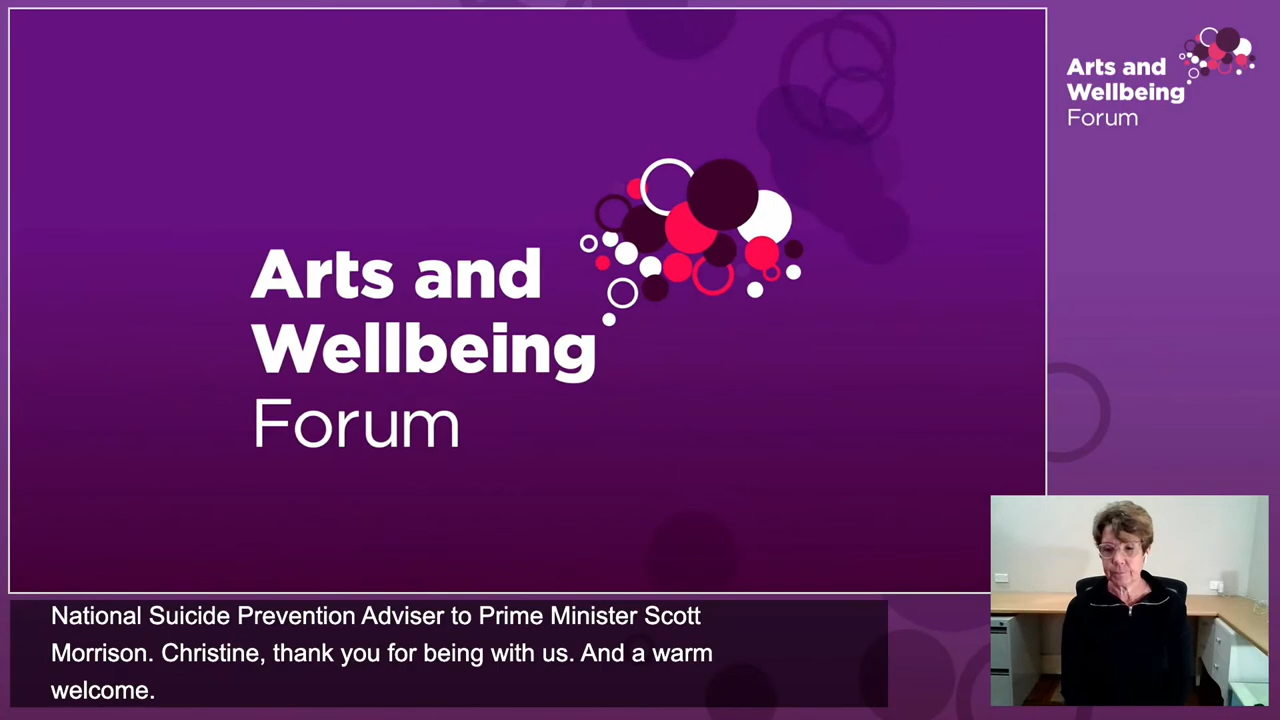 Arts and
Wellbeing
Forum
Arts and
Wellbeing
Forum
National Suicide Prevention Adviser to Prime Minister Scott
Morrison. Christine, thank you for being with us. And a warm
welcome.